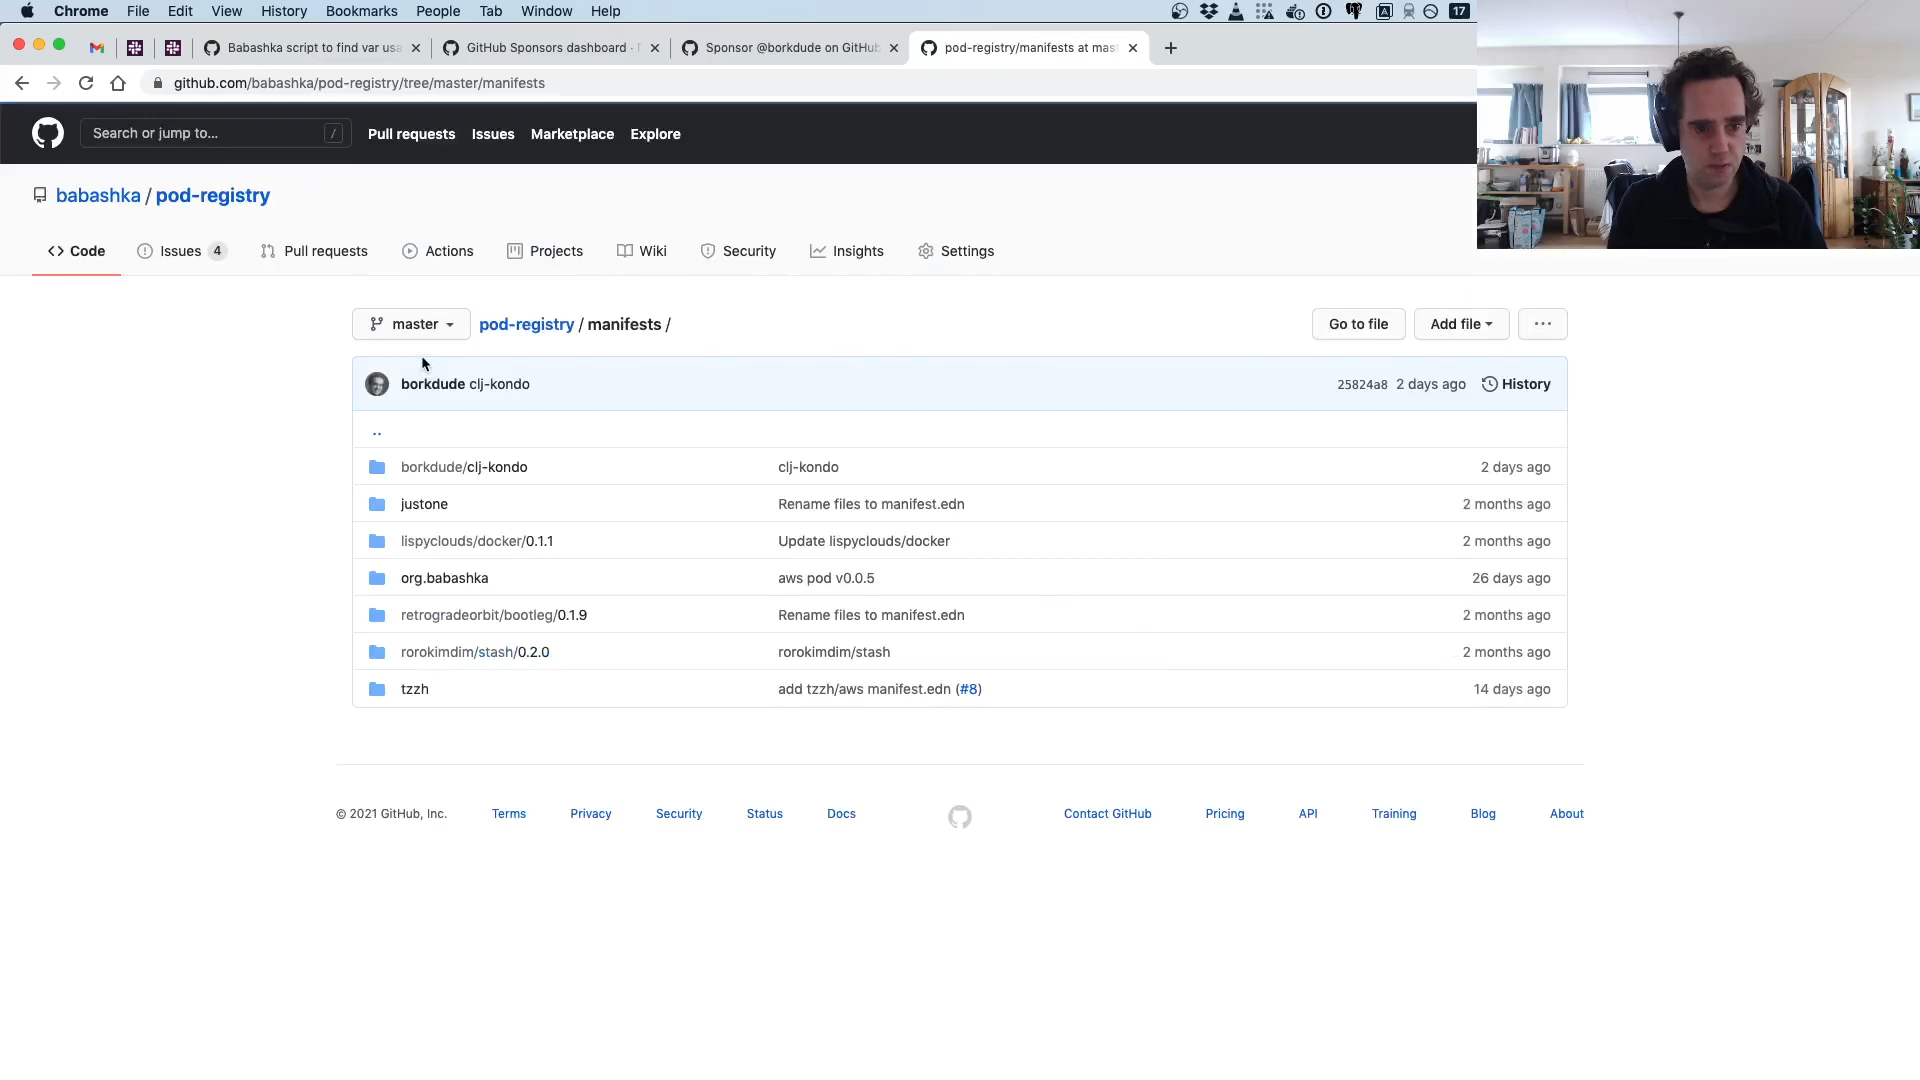 Chrome File Edit View History Bookmarks People Tab Window Help 17
Babashka script to find var usa GitHub Sponsors dashboard · Sponsor @borkdude on GitHub pod-registry/manifests at mas
github.com/babashka/pod-registry/tree/master/manifests
Search or jump to... / Pull requests Issues Marketplace Explore
babashka / pod-registry
<> Code Issues 4 Pull requests Actions Projects Wiki Security Insights Settings
master pod-registry / manifests / Go to file Add file ...
borkdude clj-kondo 25824a8 2 days ago History
..
borkdude/clj-kondo clj-kondo 2 days ago
justone Rename files to manifest.edn 2 months ago
lispyclouds/docker/0.1.1 Update lispyclouds/docker 2 months ago
org.babashka aws pod v0.0.5 26 days ago
retrogradeorbit/bootleg/0.1.9 Rename files to manifest.edn 2 months ago
rorokimdim/stash/0.2.0 rorokimdim/stash 2 months ago
tzzh add tzzh/aws manifest.edn (#8) 14 days ago
© 2021 GitHub, Inc. Terms Privacy Security Status Docs Contact GitHub Pricing API Training Blog About